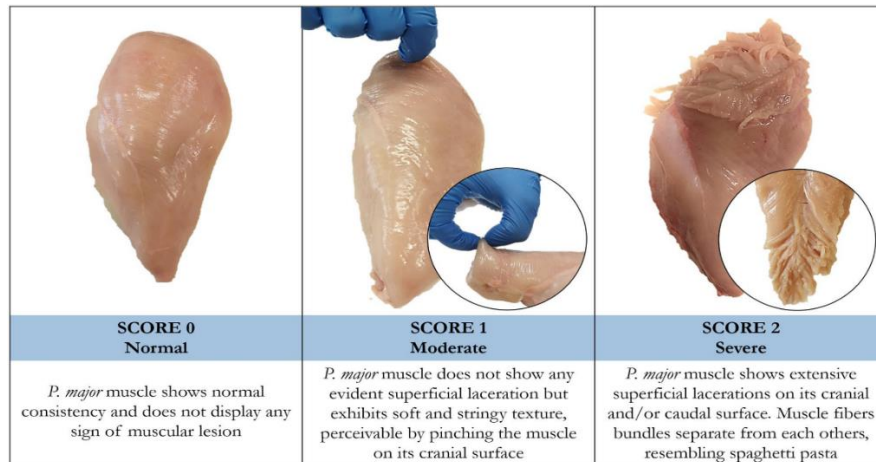 SCORE 0
Normal
P. major muscle shows normal
consistency and does not display any
sign of muscular lesion
SCORE 1
Moderate
P. major muscle does not show any
evident superficial laceration but
exhibits soft and stringy texture,
perceivable by pinching the muscle
on its cranial surface
SCORE 2
Severe
P. major muscle shows extensive
superficial lacerations on its cranial
and/or caudal surface. Muscle fibers
bundles separate from each others,
resembling spaghetti pasta